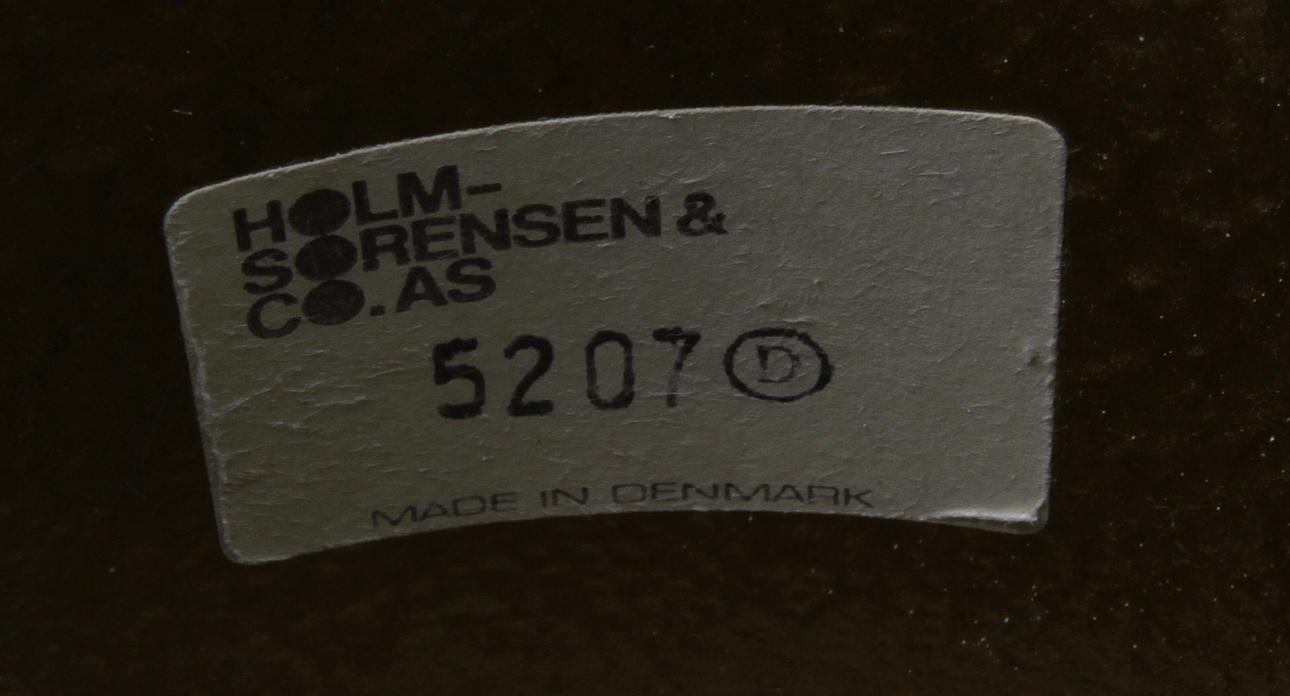 HOLM-
SORENSEN &
CO. AS
5207 Ⓓ
MADE IN DENMARK